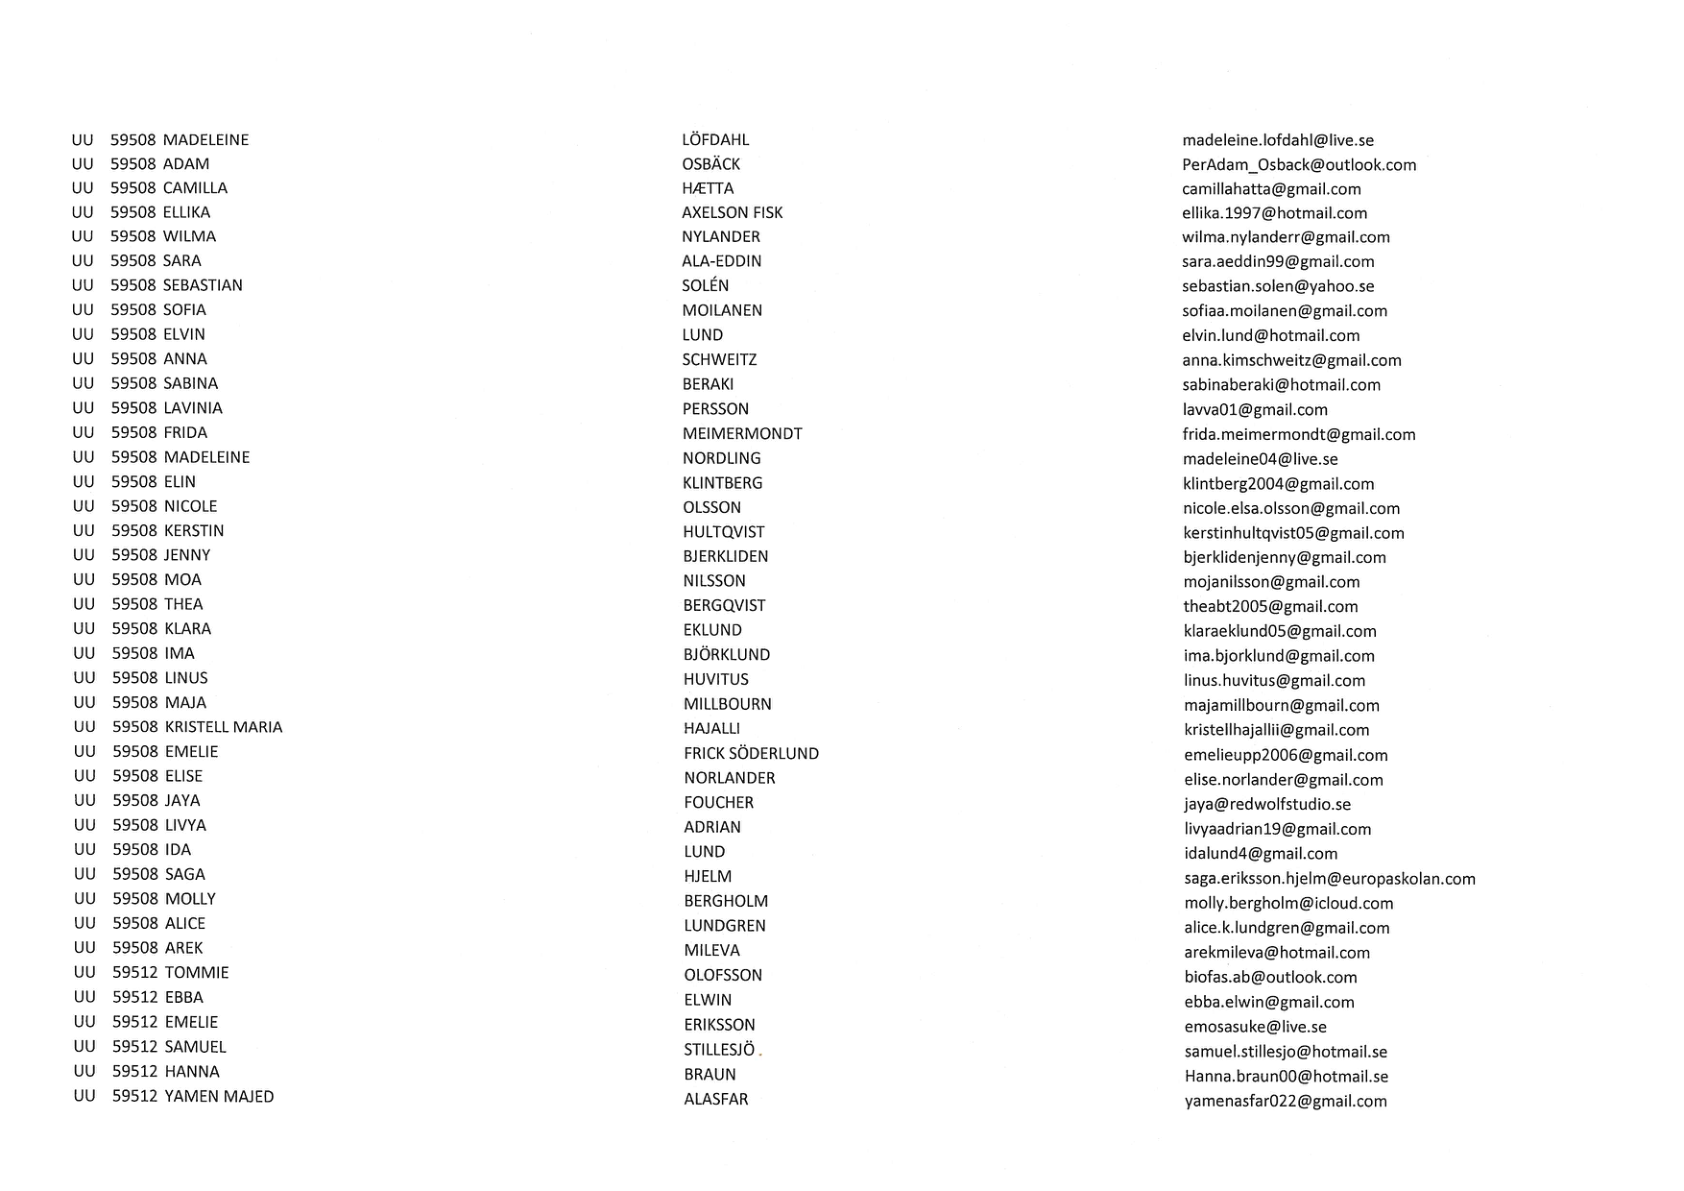 UU 59508 MADELEINE LÖFDAHL madeleine.lofdahl@live.se
UU 59508 ADAM OSBÄCK PerAdam_Osback@outlook.com
UU 59508 CAMILLA HÆTTA camillahatta@gmail.com
UU 59508 ELLIKA AXELSON FISK ellika.1997@hotmail.com
UU 59508 WILMA NYLANDER wilma.nylanderr@gmail.com
UU 59508 SARA ALA-EDDIN sara.aeddin99@gmail.com
UU 59508 SEBASTIAN SOLÉN sebastian.solen@yahoo.se
UU 59508 SOFIA MOILANEN sofiaa.moilanen@gmail.com
UU 59508 ELVIN LUND elvin.lund@hotmail.com
UU 59508 ANNA SCHWEITZ anna.kimschweitz@gmail.com
UU 59508 SABINA BERAKI sabinaberaki@hotmail.com
UU 59508 LAVINIA PERSSON lavva01@gmail.com
UU 59508 FRIDA MEIMERMONDT frida.meimermondt@gmail.com
UU 59508 MADELEINE NORDLING madeleine04@live.se
UU 59508 ELIN KLINTBERG klintberg2004@gmail.com
UU 59508 NICOLE OLSSON nicole.elsa.olsson@gmail.com
UU 59508 KERSTIN HULTQVIST kerstinhultqvist05@gmail.com
UU 59508 JENNY BJERKLIDEN bjerklidenjenny@gmail.com
UU 59508 MOA NILSSON mojanilsson@gmail.com
UU 59508 THEA BERGQVIST theabt2005@gmail.com
UU 59508 KLARA EKLUND klaraeklund05@gmail.com
UU 59508 IMA BJÖRKLUND ima.bjorklund@gmail.com
UU 59508 LINUS HUVITUS linus.huvitus@gmail.com
UU 59508 MAJA MILLBOURN majamillbourn@gmail.com
UU 59508 KRISTELL MARIA HAJALLI kristellhajallii@gmail.com
UU 59508 EMELIE FRICK SÖDERLUND emelieupp2006@gmail.com
UU 59508 ELISE NORLANDER elise.norlander@gmail.com
UU 59508 JAYA FOUCHER jaya@redwolfstudio.se
UU 59508 LIVYA ADRIAN livyaadrian19@gmail.com
UU 59508 IDA LUND idalund4@gmail.com
UU 59508 SAGA HJELM saga.eriksson.hjelm@europaskolan.com
UU 59508 MOLLY BERGHOLM molly.bergholm@icloud.com
UU 59508 ALICE LUNDGREN alice.k.lundgren@gmail.com
UU 59508 AREK MILEVA arekmileva@hotmail.com
UU 59512 TOMMIE OLOFSSON biofas.ab@outlook.com
UU 59512 EBBA ELWIN ebba.elwin@gmail.com
UU 59512 EMELIE ERIKSSON emosasuke@live.se
UU 59512 SAMUEL STILLESJÖ samuel.stillesjo@hotmail.se
UU 59512 HANNA BRAUN Hanna.braun00@hotmail.se
UU 59512 YAMEN MAJED ALASFAR yamenasfar022@gmail.com